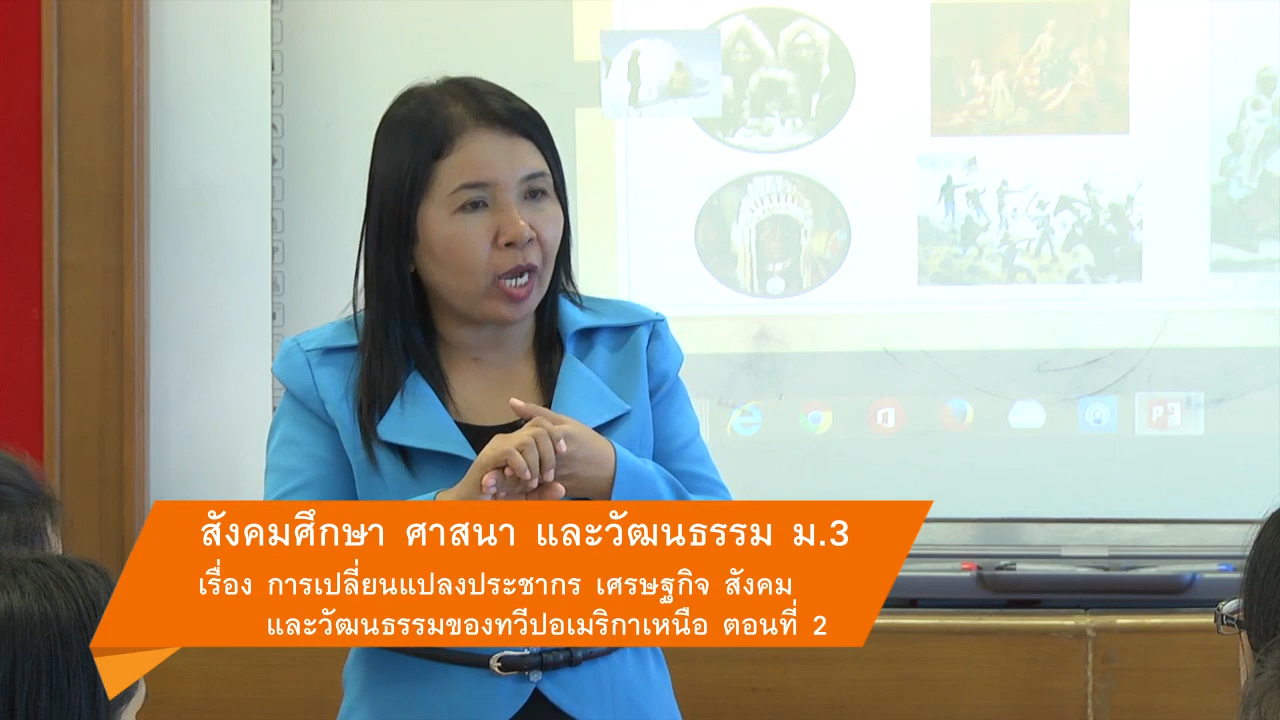 สังคมศึกษา ศาสนา และวัฒนธรรม ม.3
เรื่อง การเปลี่ยนแปลงประชากร เศรษฐกิจ สังคม
และวัฒนธรรมของทวีปอเมริกาเหนือ ตอนที่ 2